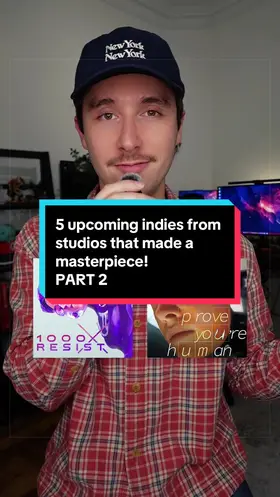 New York
New York
5 upcoming indies from
studios that made a
masterpiece!
PART 2
1000X
RESIST
prove
you're
human